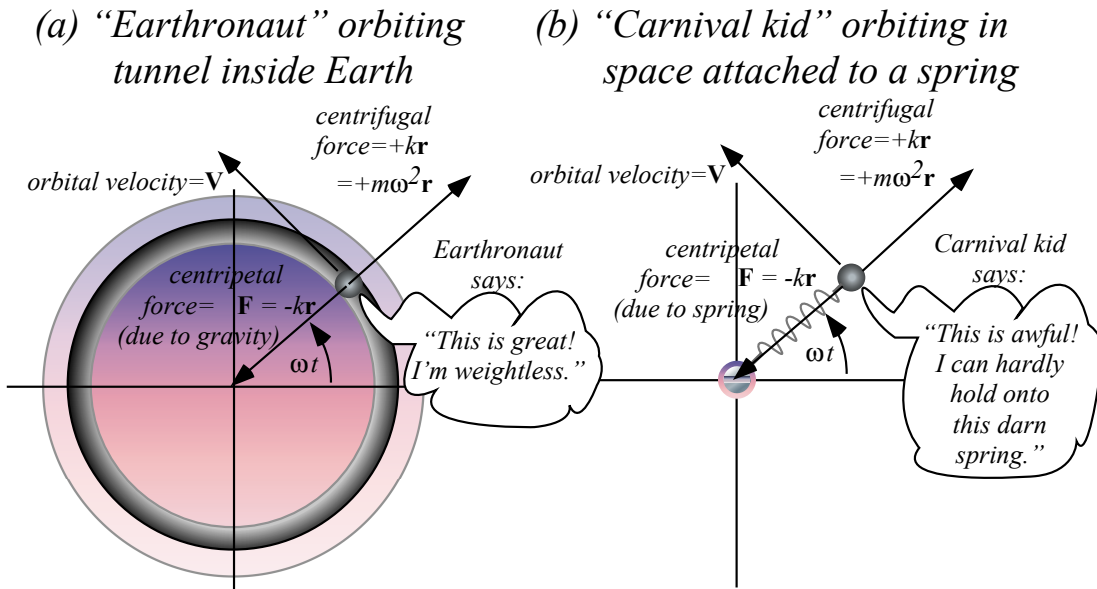 (a) “Earthronaut” orbiting
tunnel inside Earth
centrifugal
force=+kr
=+mω²r
orbital velocity=V
centripetal
force= F = -kr
(due to gravity)
ωt
Earthronaut
says:
“This is great!
I’m weightless.”
(b) “Carnival kid” orbiting in
space attached to a spring
centrifugal
force=+kr
=+mω²r
orbital velocity=V
centripetal
force= F = -kr
(due to spring)
ωt
Carnival kid
says:
“This is awful!
I can hardly
hold onto
this darn
spring.”